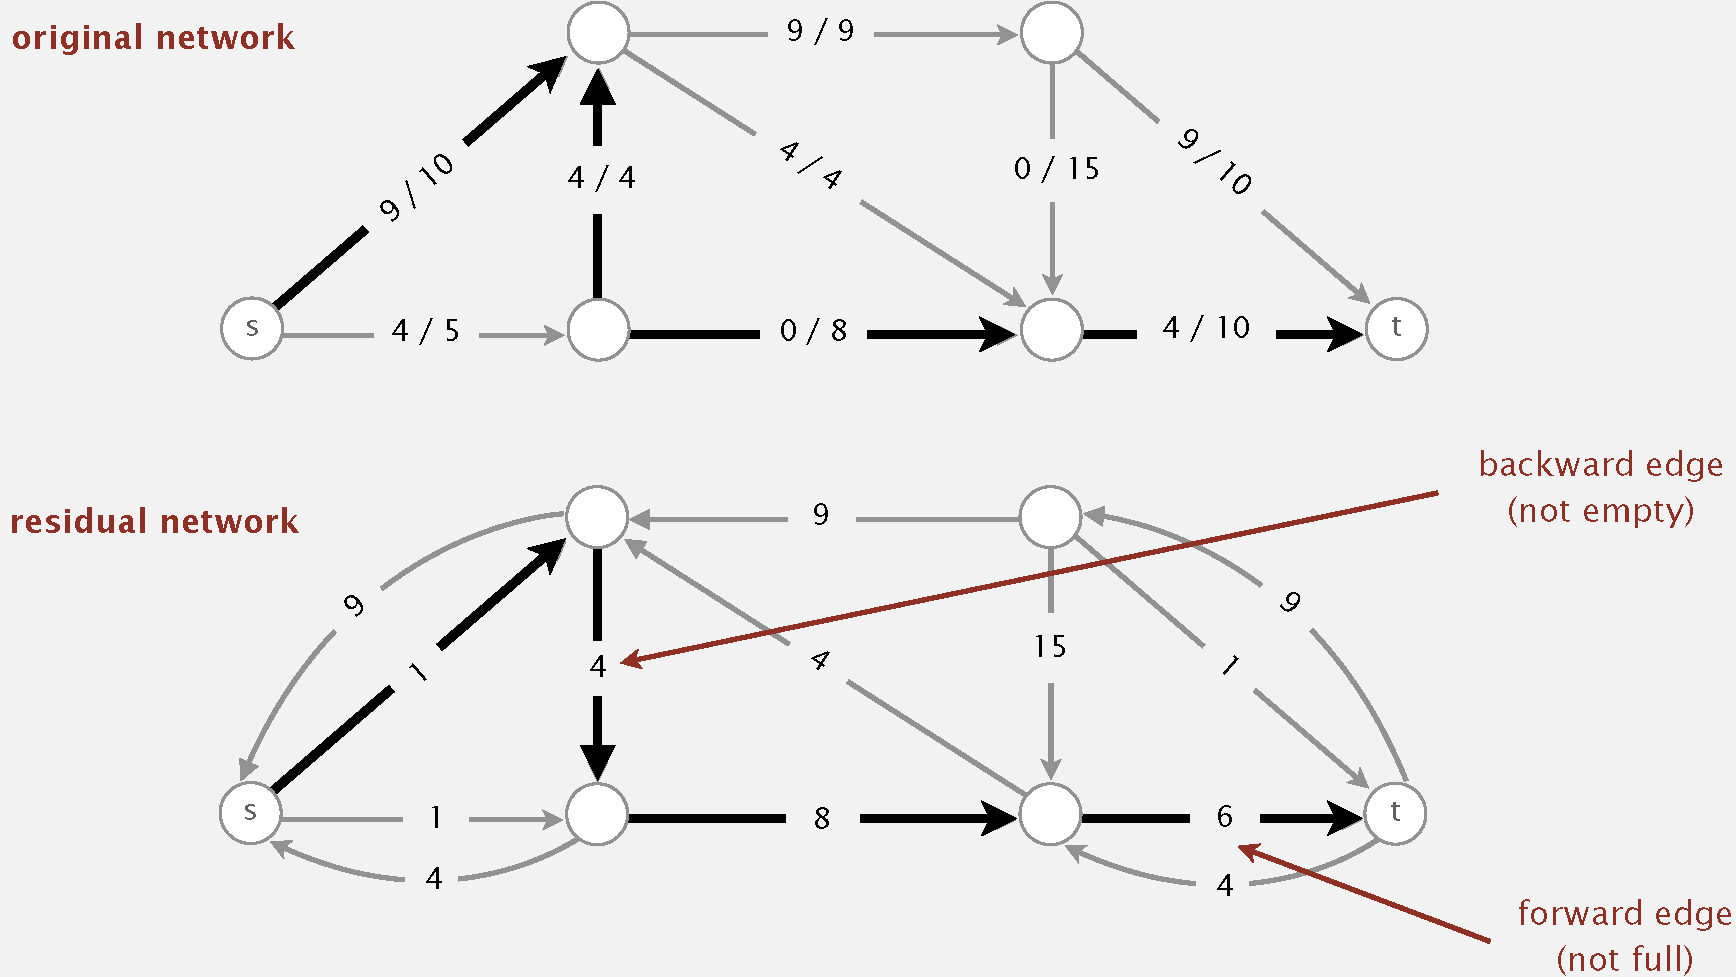 original network
9 / 9
9 / 10
4 / 4
4 / 4
0 / 15
9 / 10
s
4 / 5
0 / 8
4 / 10
t
backward edge
(not empty)
residual network
9
9
9
1
4
4
15
1
s
1
8
6
t
4
4
forward edge
(not full)